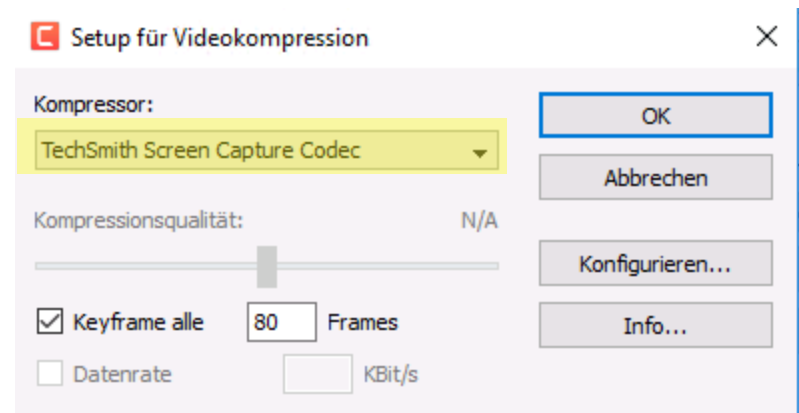 Setup für Videokompression
Kompressor:
TechSmith Screen Capture Codec
Kompressionsqualität: N/A
Keyframe alle 80 Frames
Datenrate KBit/s
OK
Abbrechen
Konfigurieren...
Info...